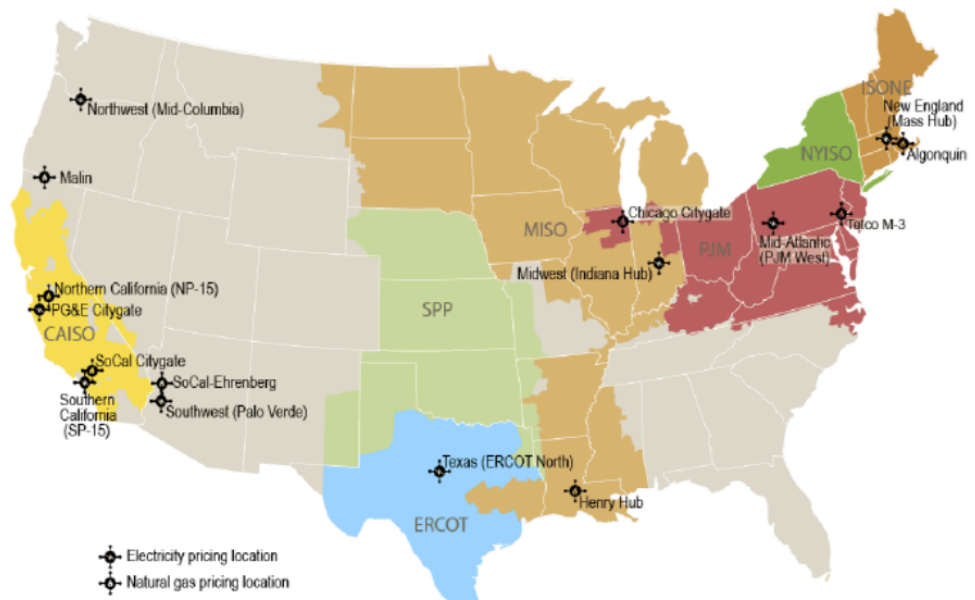 Northwest (Mid-Columbia)
Malin
Northern California (NP-15)
PG&E Citygate
CAISO
SoCal Citygate
Southern
California
(SP-15)
SoCal-Ehrenberg
Southwest (Palo Verde)
SPP
Texas (ERCOT North)
ERCOT
MISO
Chicago Citygate
Midwest (Indiana Hub)
Henry Hub
PJM
Mid-Atlantic
(PJM West)
Tetco M-3
NYISO
ISONE
New England
(Mass Hub)
Algonquin
Electricity pricing location
Natural gas pricing location